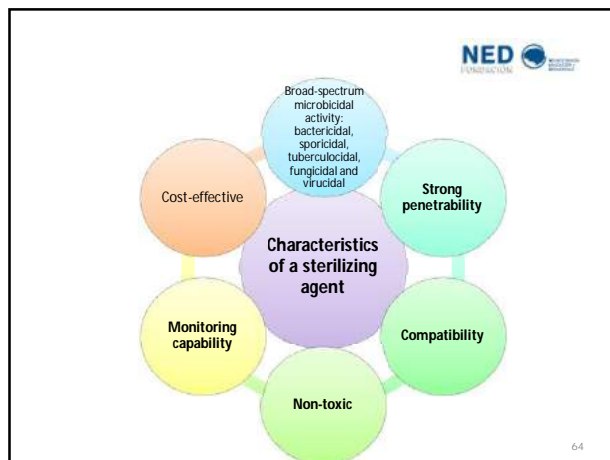 NED
FUNDACIÓN
Broad-spectrum
microbicidal
activity:
bactericidal,
sporicidal,
tuberculocidal,
fungicidal and
virucidal
Cost-effective
Strong
penetrability
Characteristics
of a sterilizing
agent
Monitoring
capability
Compatibility
Non-toxic
64